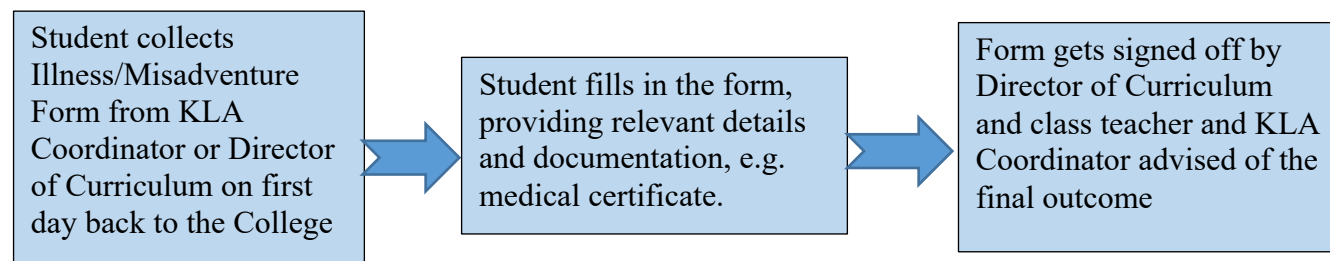 Student collects
Illness/Misadventure
Form from KLA
Coordinator or Director
of Curriculum on first
day back to the College
Student fills in the form,
providing relevant details
and documentation, e.g.
medical certificate.
Form gets signed off by
Director of Curriculum
and class teacher and KLA
Coordinator advised of the
final outcome